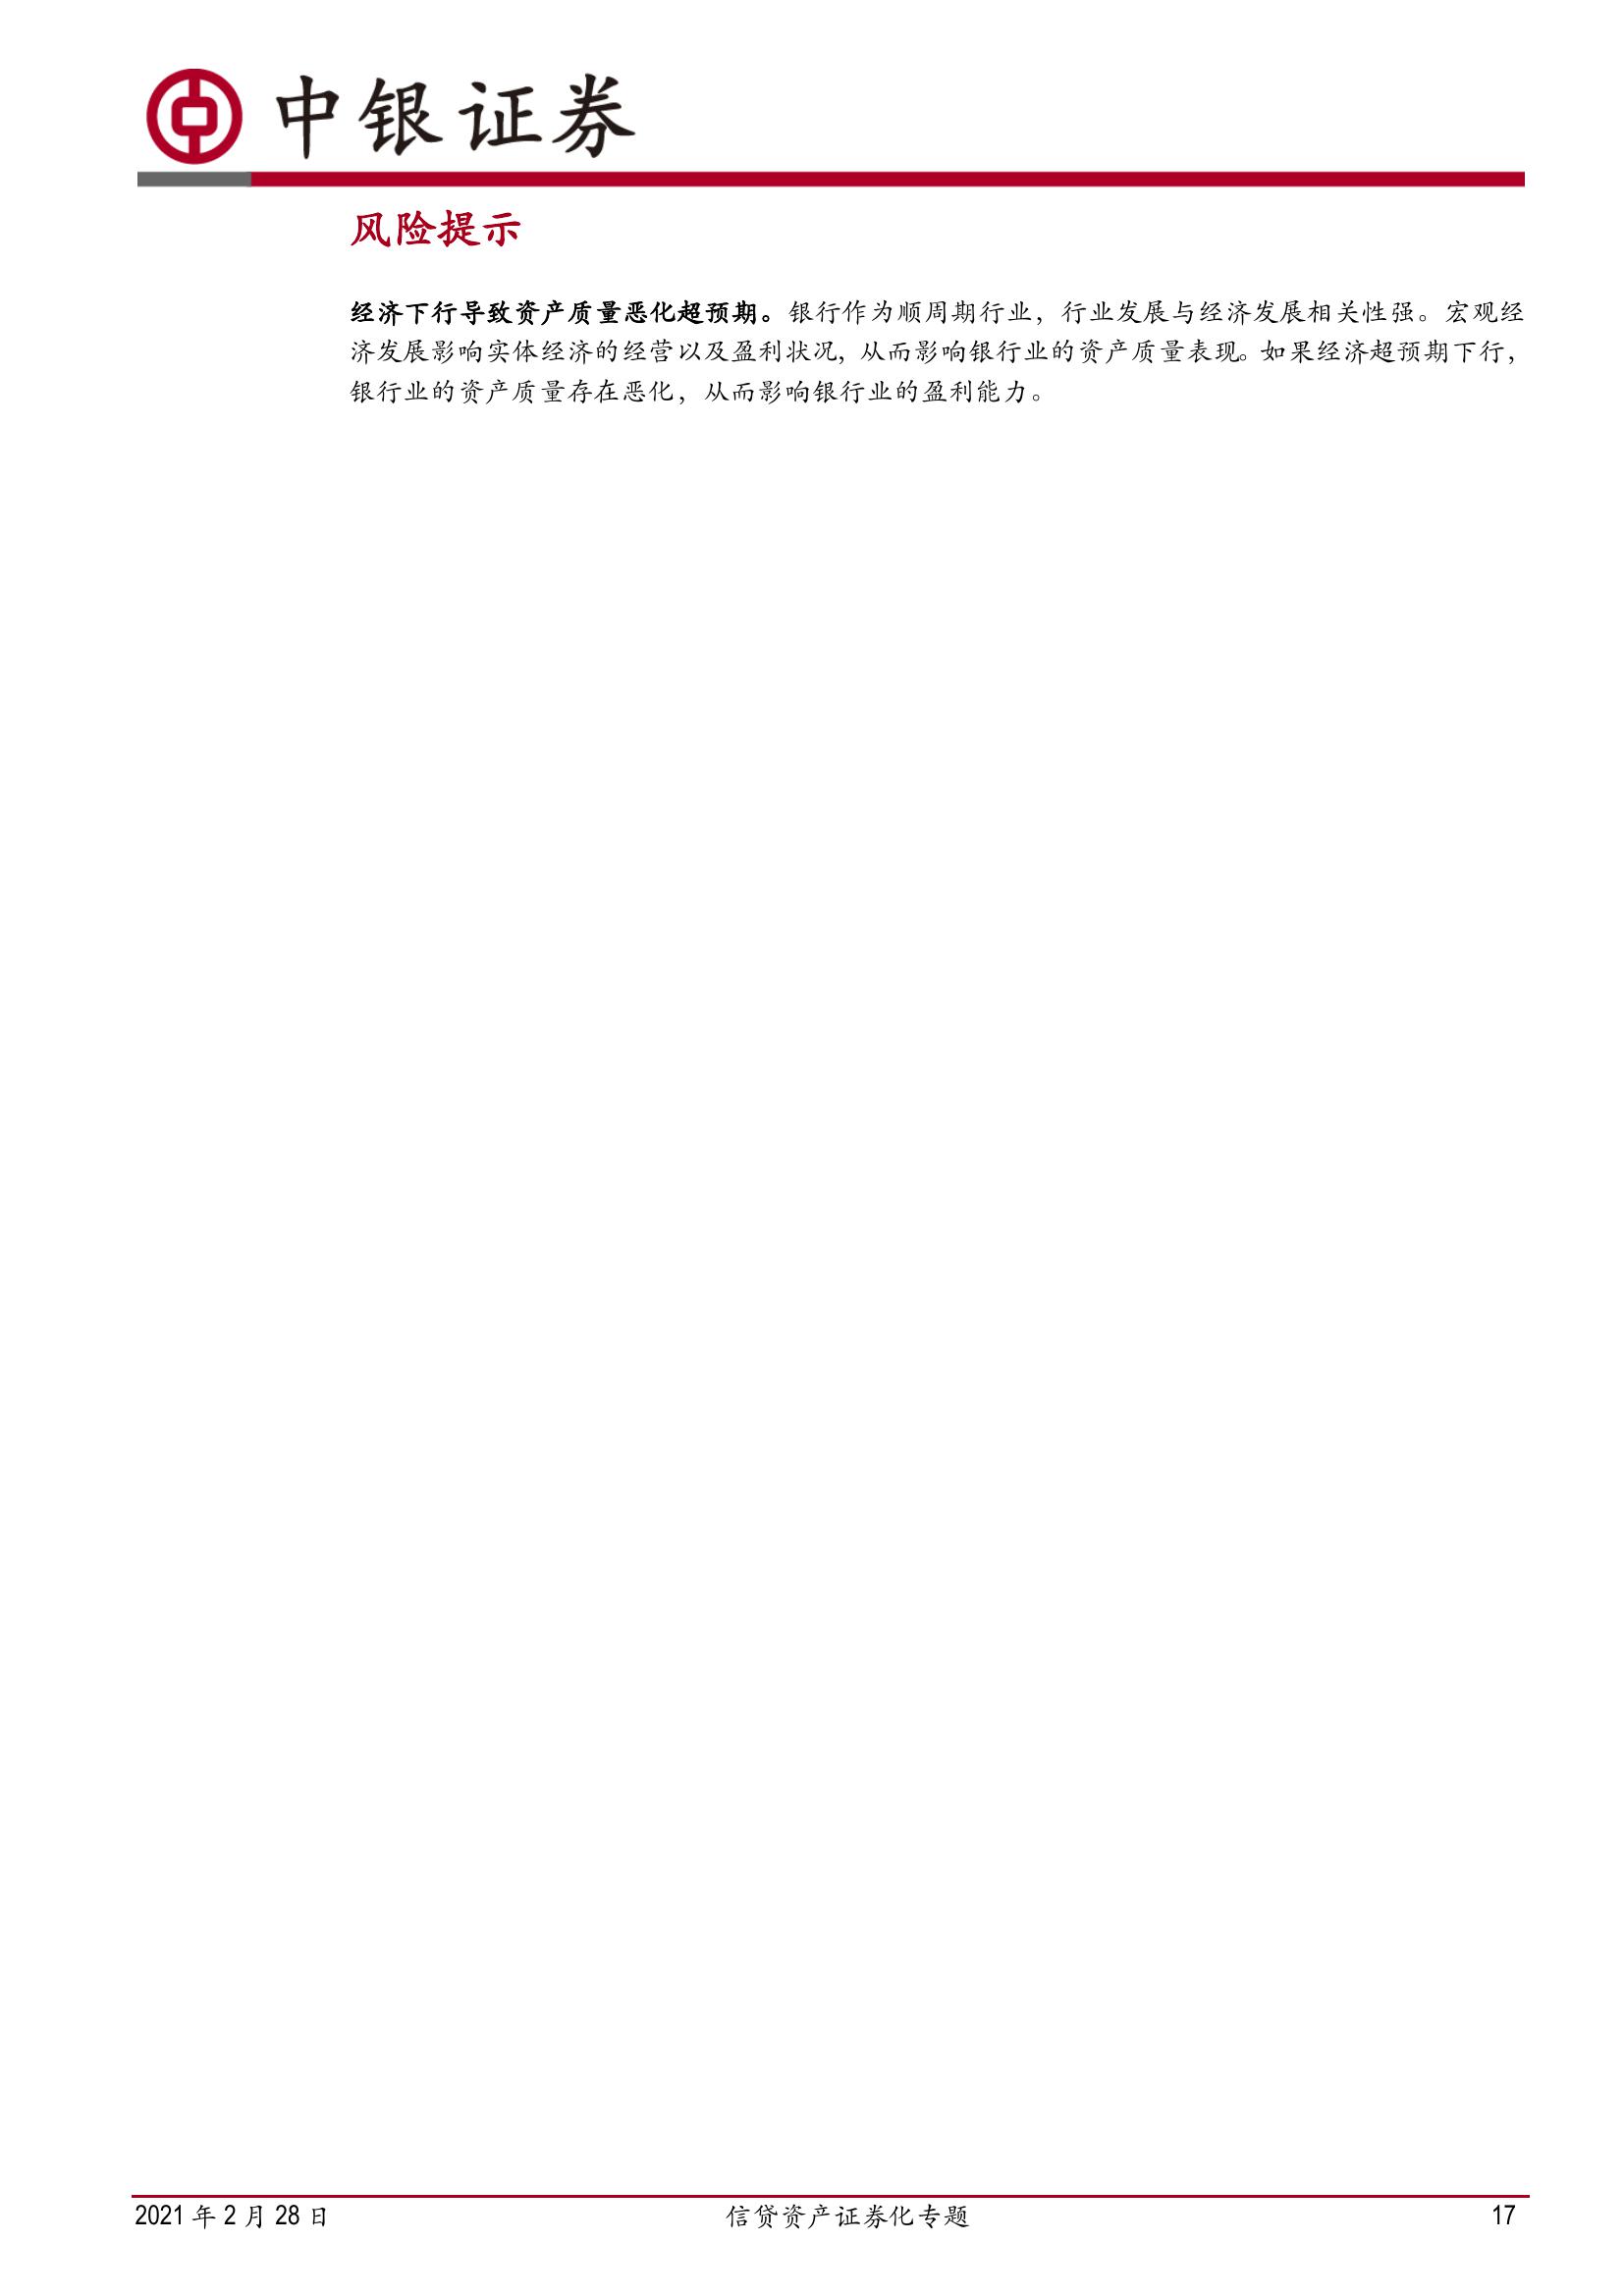 中银证券
风险提示
经济下行导致资产质量恶化超预期。银行作为顺周期行业，行业发展与经济发展相关性强。宏观经
济发展影响实体经济的经营以及盈利状况，从而影响银行业的资产质量表现。如果经济超预期下行，
银行业的资产质量存在恶化，从而影响银行业的盈利能力。
2021 年 2 月 28 日 信贷资产证券化专题 17